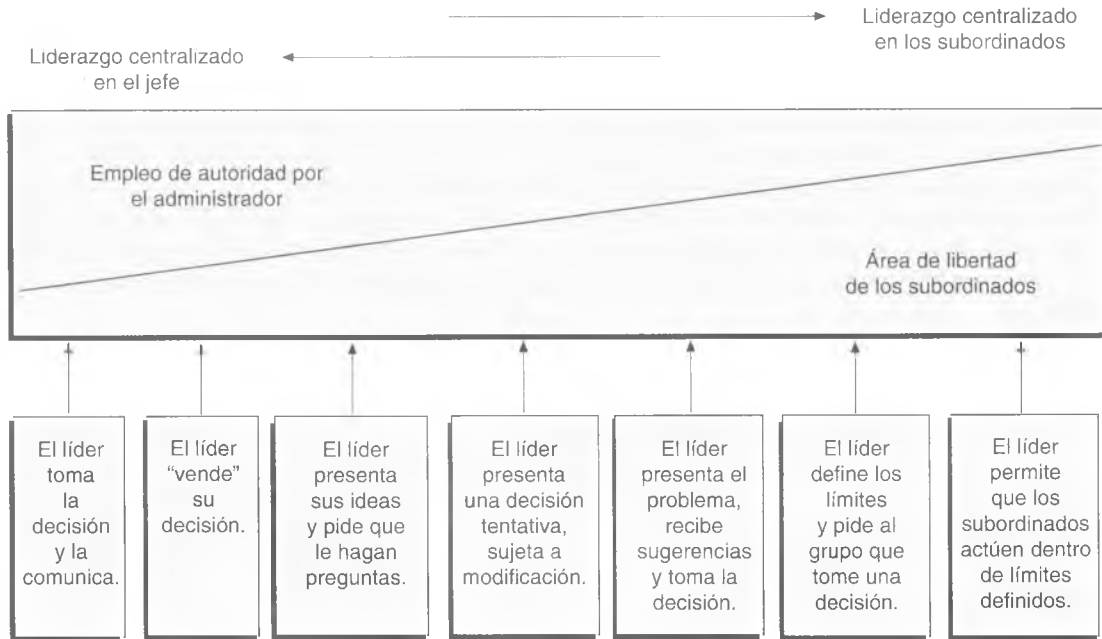 Liderazgo centralizado
en los subordinados
Liderazgo centralizado
en el jefe
Empleo de autoridad por
el administrador
Área de libertad
de los subordinados
El líder
toma
la
decisión
y la
comunica.
El líder
“vende”
su
decisión.
El líder
presenta
sus ideas
y pide que
le hagan
preguntas.
El líder
presenta
una decisión
tentativa,
sujeta a
modificación.
El líder
presenta el
problema,
recibe
sugerencias
y toma la
decisión.
El líder
define los
límites
y pide al
grupo que
tome una
decisión.
El líder
permite
que los
subordinados
actúen dentro
de límites
definidos.